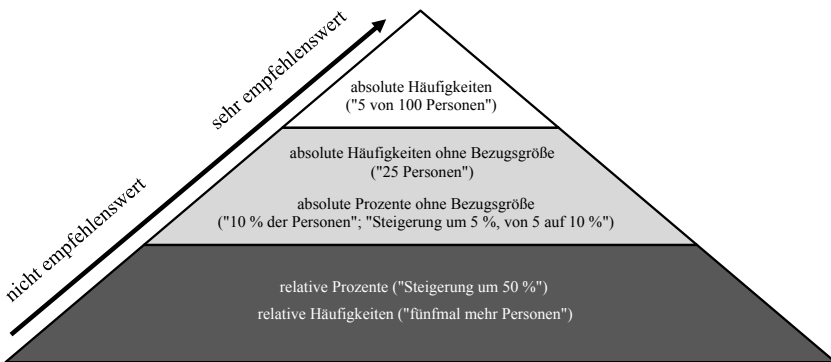 sehr empfehlenswert
nicht empfehlenswert
absolute Häufigkeiten
("5 von 100 Personen")
absolute Häufigkeiten ohne Bezugsgröße
("25 Personen")
absolute Prozente ohne Bezugsgröße
("10 % der Personen"; "Steigerung um 5 %, von 5 auf 10 %")
relative Prozente ("Steigerung um 50 %")
relative Häufigkeiten ("fünfmal mehr Personen")